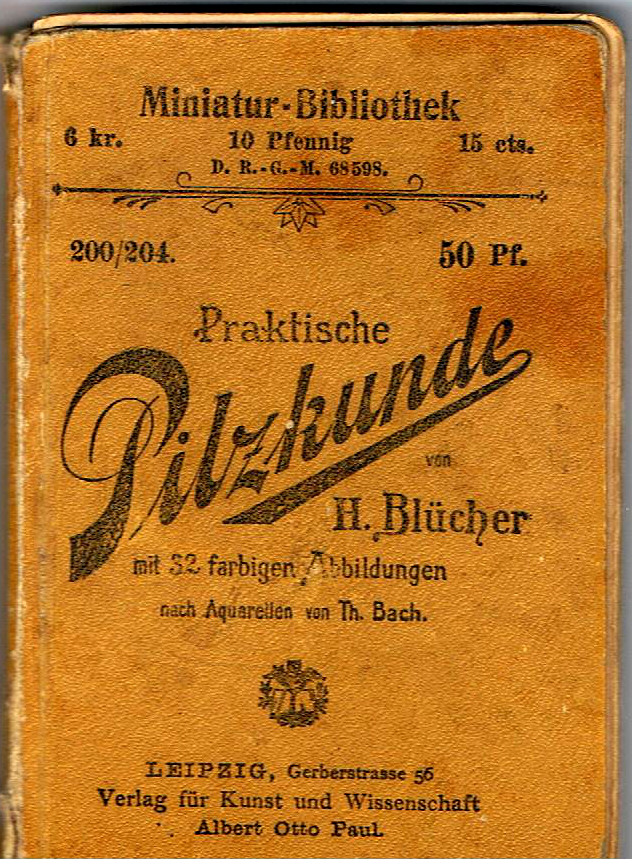 Miniatur-Bibliothek
6 kr. 10 Pfennig 15 cts.
D. R.-G.-M. 68598.
200/204. 50 Pf.
Praktische
Pilzkunde
von
H. Blücher
mit 32 farbigen Abbildungen
nach Aquarellen von Th. Bach.
LEIPZIG, Gerberstrasse 56
Verlag für Kunst und Wissenschaft
Albert Otto Paul